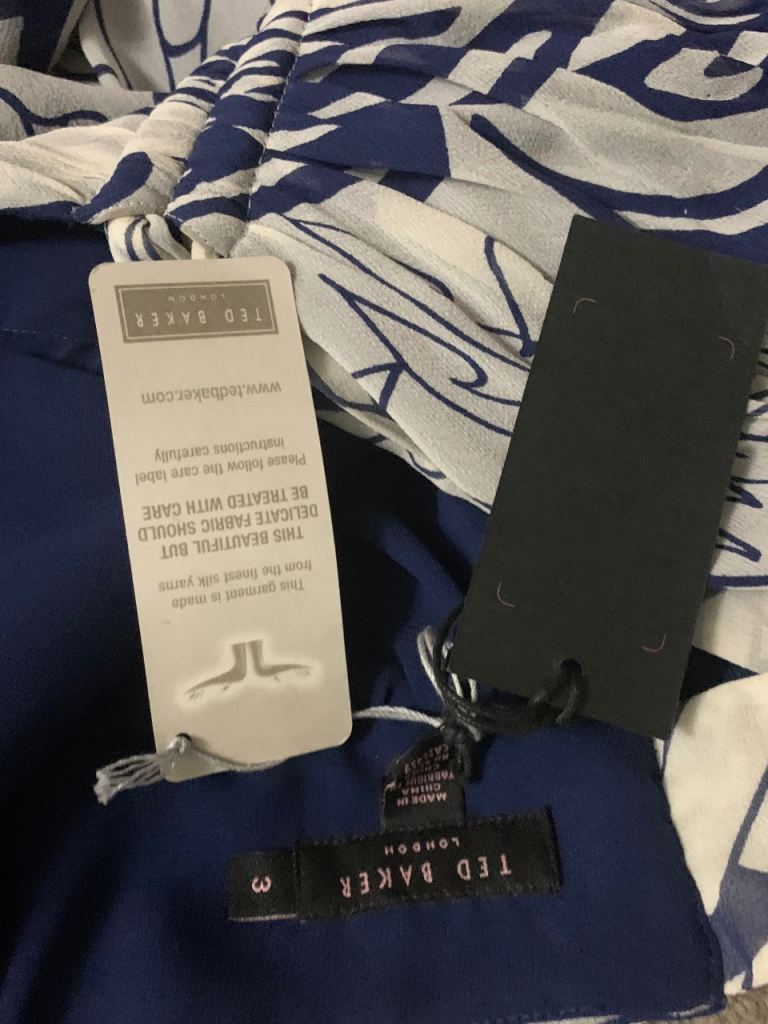 This garment is made
from the finest silk yarns
THIS BEAUTIFUL BUT
DELICATE FABRIC SHOULD
BE TREATED WITH CARE
Please follow the care label
instructions carefully
www.tedbaker.com
TED BAKER
LONDON
TED BAKER
LONDON
3
MADE IN
CHINA
FABRIQUÉ